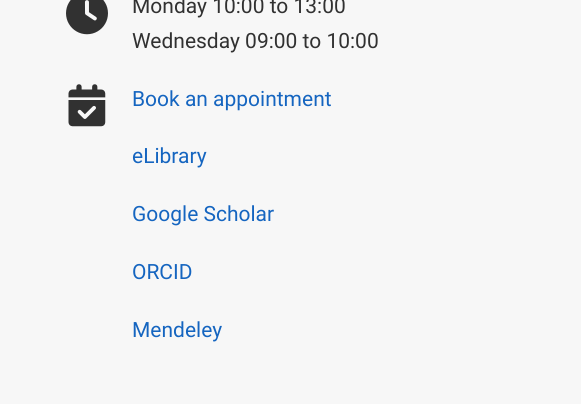 Monday 10:00 to 13:00
Wednesday 09:00 to 10:00
Book an appointment
eLibrary
Google Scholar
ORCID
Mendeley